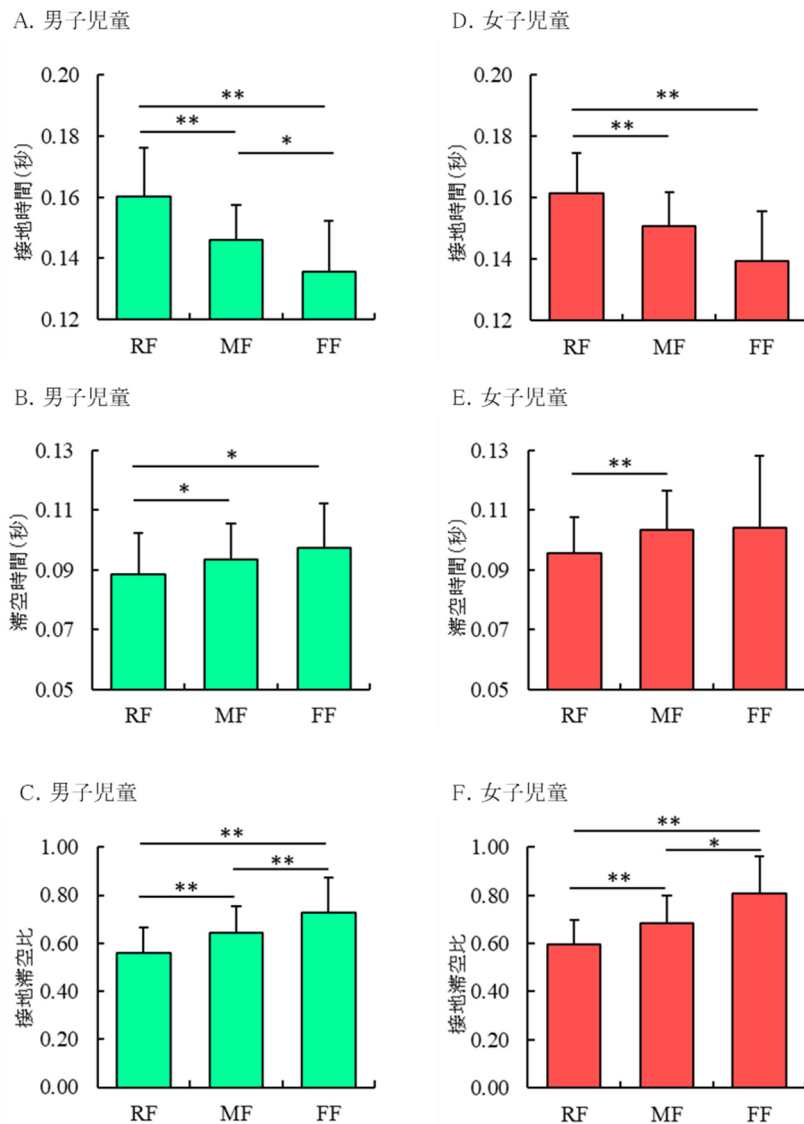 A. 男子児童
0.20
0.18
0.16
0.14
0.12
接地時間(秒)
**
**
*
RF MF FF
D. 女子児童
0.20
0.18
0.16
0.14
0.12
接地時間(秒)
**
**
RF MF FF
B. 男子児童
0.13
0.11
0.09
0.07
0.05
滞空時間(秒)
*
*
RF MF FF
E. 女子児童
0.13
0.11
0.09
0.07
0.05
滞空時間(秒)
**
RF MF FF
C. 男子児童
1.00
0.80
0.60
0.40
0.20
0.00
接地滞空比
**
**
**
RF MF FF
F. 女子児童
1.00
0.80
0.60
0.40
0.20
0.00
接地滞空比
**
*
**
RF MF FF